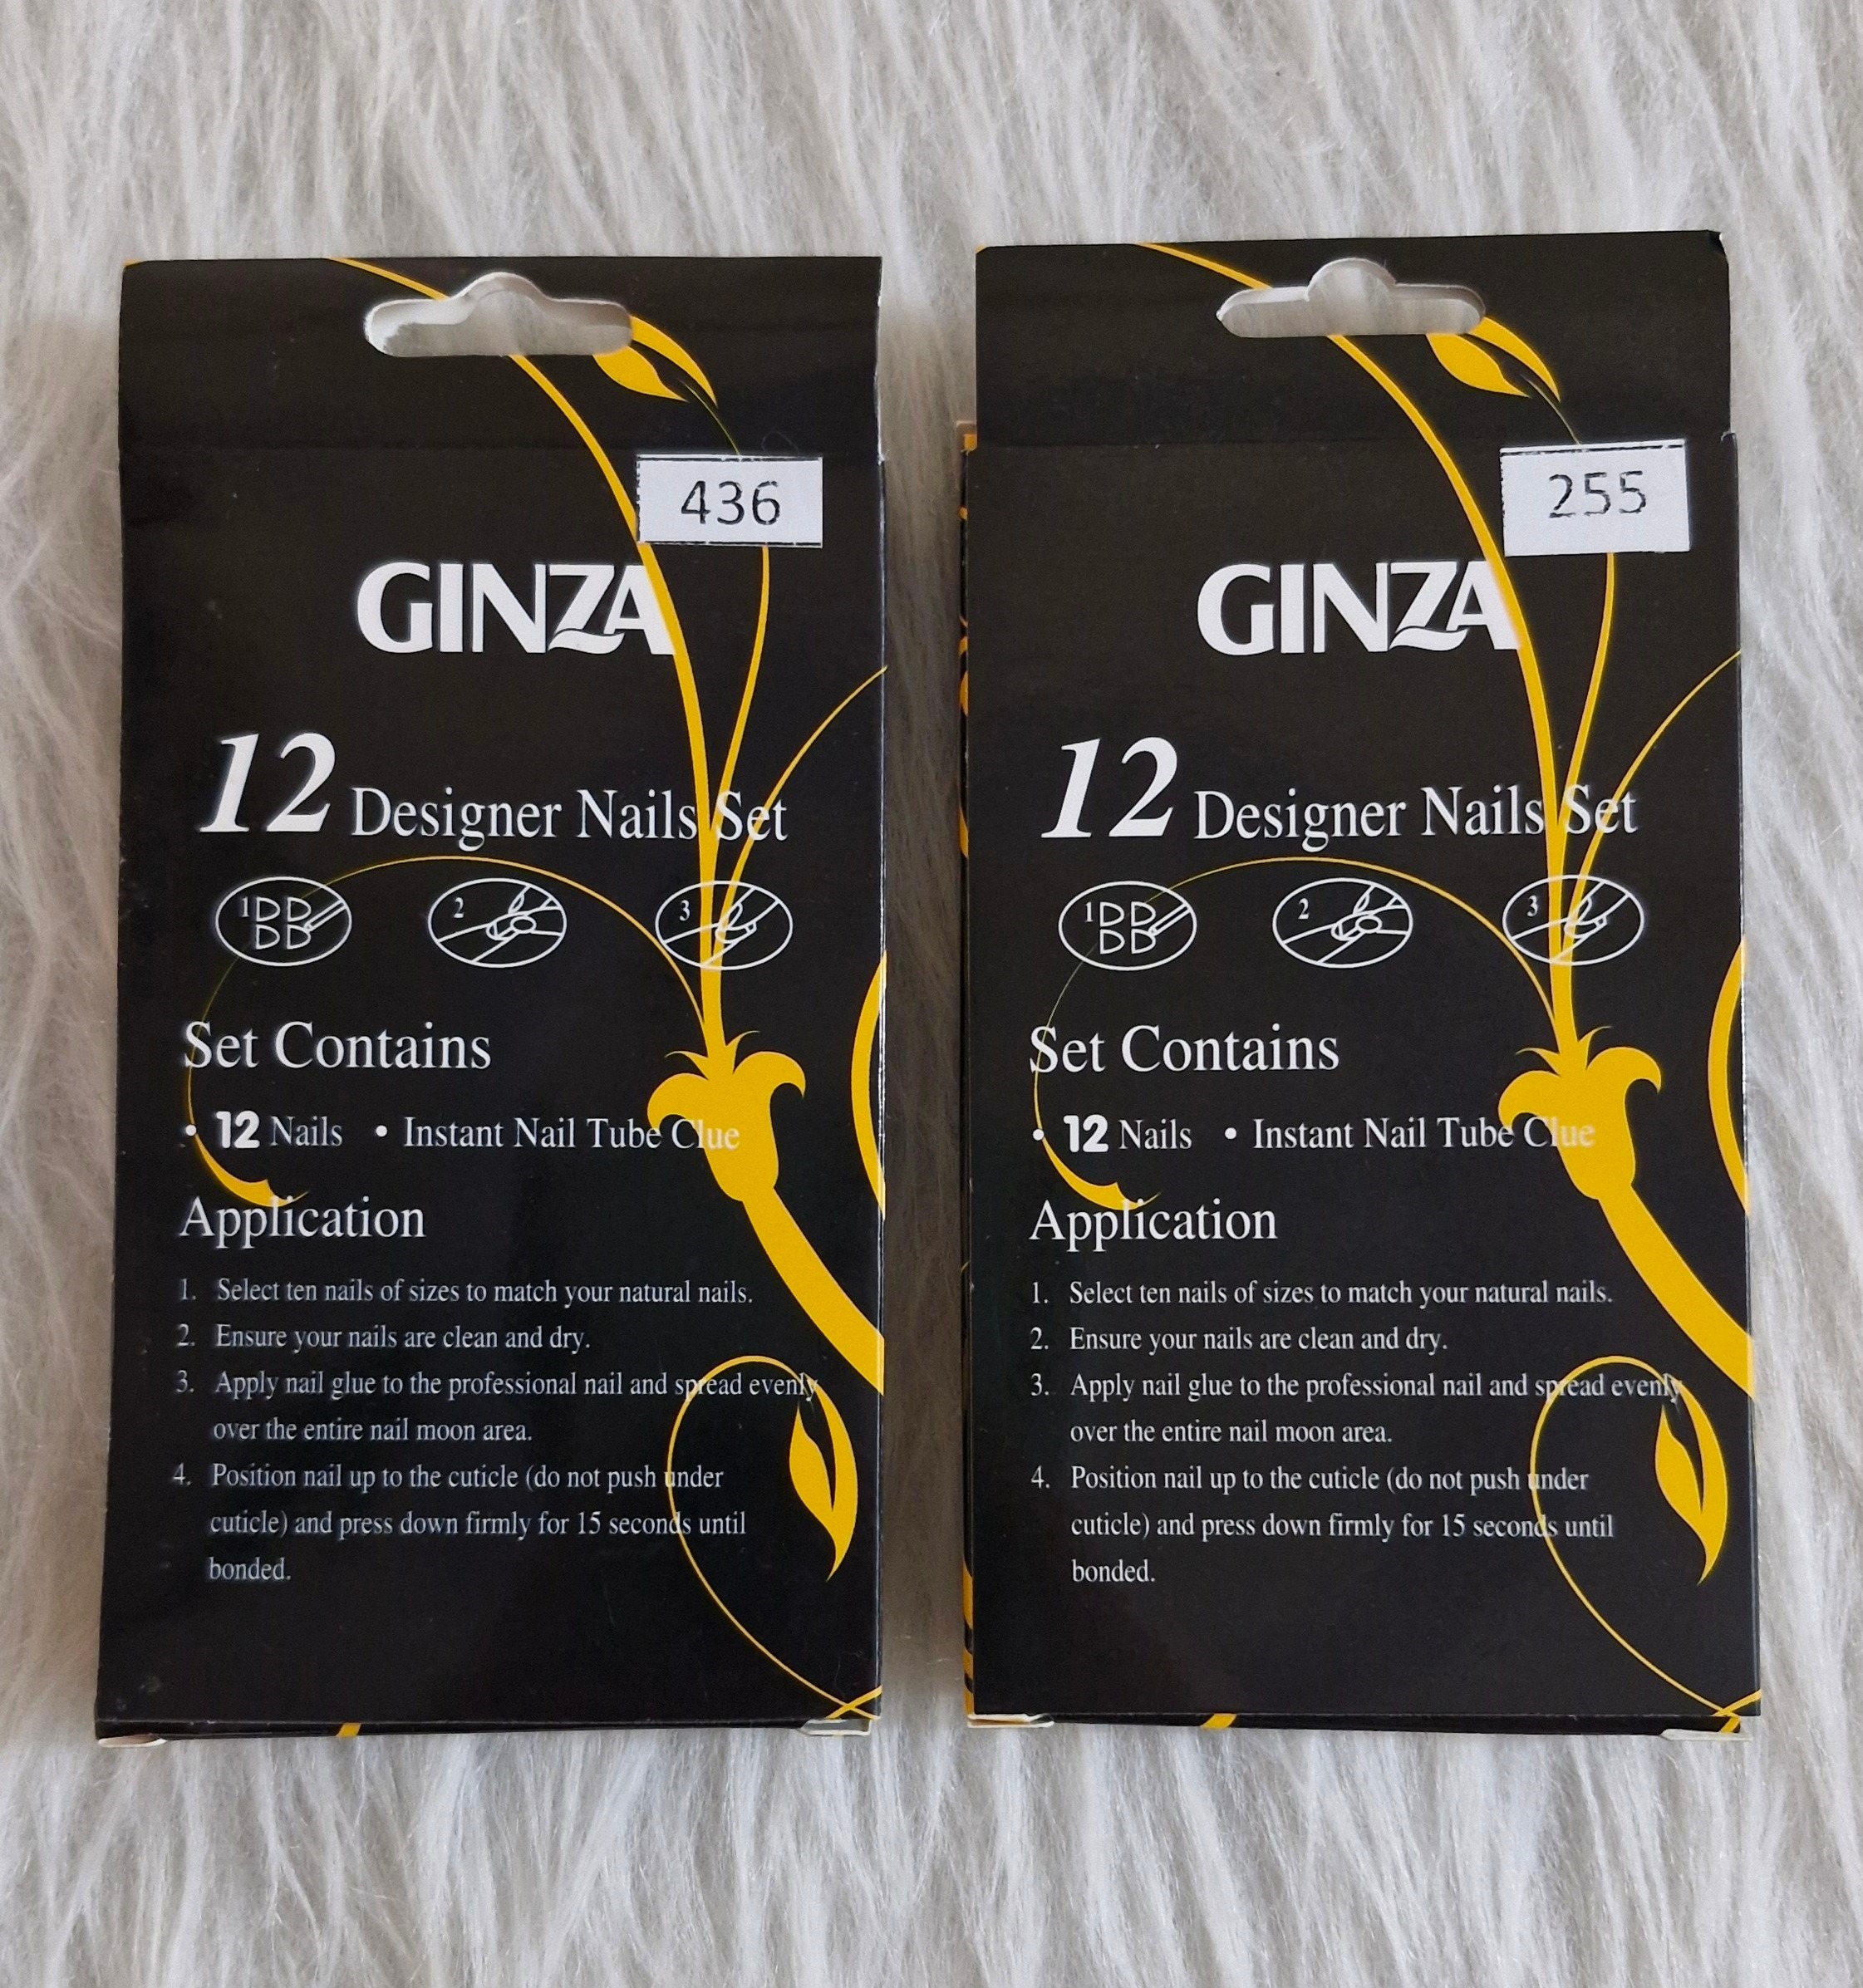 436
GINZA
12 Designer Nails Set
1
2
3
Set Contains
• 12 Nails • Instant Nail Tube Clue
Application
1. Select ten nails of sizes to match your natural nails.
2. Ensure your nails are clean and dry.
3. Apply nail glue to the professional nail and spread evenly
over the entire nail moon area.
4. Position nail up to the cuticle (do not push under
cuticle) and press down firmly for 15 seconds until
bonded.
255
GINZA
12 Designer Nails Set
1
2
3
Set Contains
• 12 Nails • Instant Nail Tube Clue
Application
1. Select ten nails of sizes to match your natural nails.
2. Ensure your nails are clean and dry.
3. Apply nail glue to the professional nail and spread evenly
over the entire nail moon area.
4. Position nail up to the cuticle (do not push under
cuticle) and press down firmly for 15 seconds until
bonded.